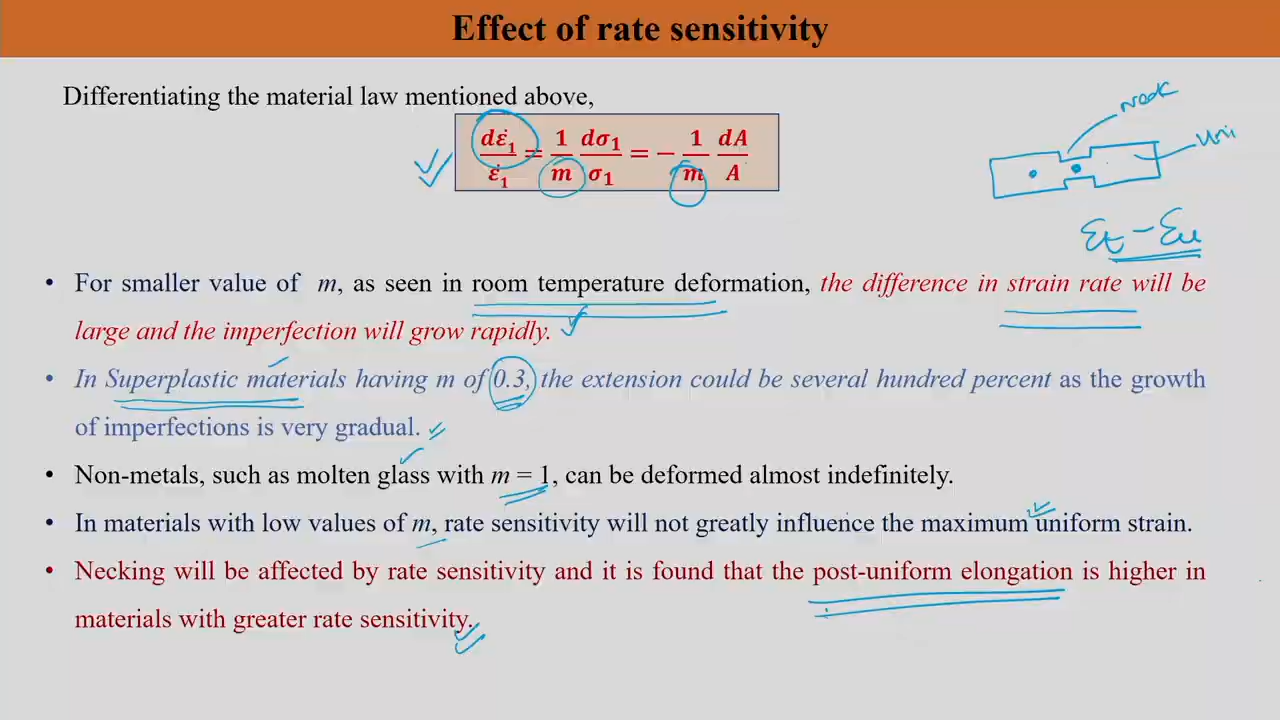 Effect of rate sensitivity
Differentiating the material law mentioned above,
dε̇₁/ε̇₁ = 1/m dσ₁/σ₁ = − 1/m dA/A
Neck
Uni
εt − εu
• For smaller value of m, as seen in room temperature deformation, the difference in strain rate will be
large and the imperfection will grow rapidly.
• In Superplastic materials having m of 0.3, the extension could be several hundred percent as the growth
of imperfections is very gradual.
• Non-metals, such as molten glass with m = 1, can be deformed almost indefinitely.
• In materials with low values of m, rate sensitivity will not greatly influence the maximum uniform strain.
• Necking will be affected by rate sensitivity and it is found that the post-uniform elongation is higher in
materials with greater rate sensitivity.